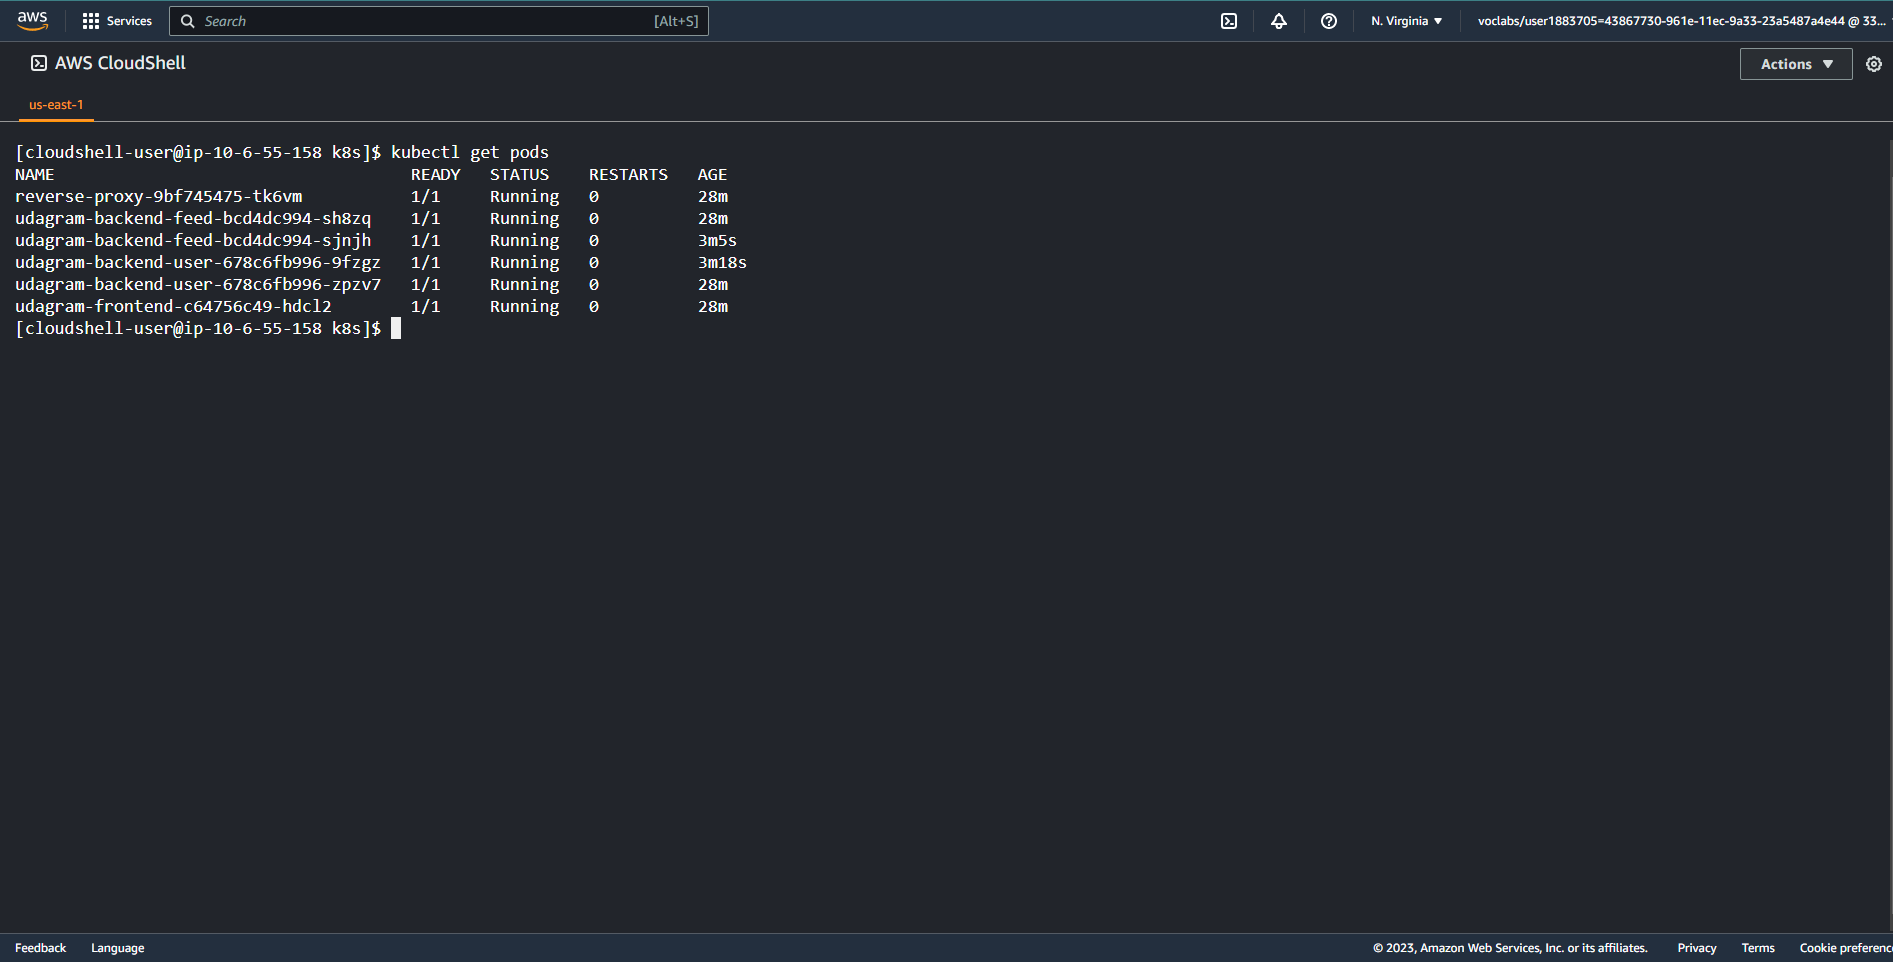 aws Services Search [Alt+S] N. Virginia voclabs/user1883705=43867730-961e-11ec-9a33-23a5487a4e44 @ 33...
AWS CloudShell Actions
us-east-1
[cloudshell-user@ip-10-6-55-158 k8s]$ kubectl get pods
NAME READY STATUS RESTARTS AGE
reverse-proxy-9bf745475-tk6vm 1/1 Running 0 28m
udagram-backend-feed-bcd4dc994-sh8zq 1/1 Running 0 28m
udagram-backend-feed-bcd4dc994-sjnjh 1/1 Running 0 3m5s
udagram-backend-user-678c6fb996-9fzgz 1/1 Running 0 3m18s
udagram-backend-user-678c6fb996-zpzv7 1/1 Running 0 28m
udagram-frontend-c64756c49-hdcl2 1/1 Running 0 28m
[cloudshell-user@ip-10-6-55-158 k8s]$
Feedback Language © 2023, Amazon Web Services, Inc. or its affiliates. Privacy Terms Cookie preferenc